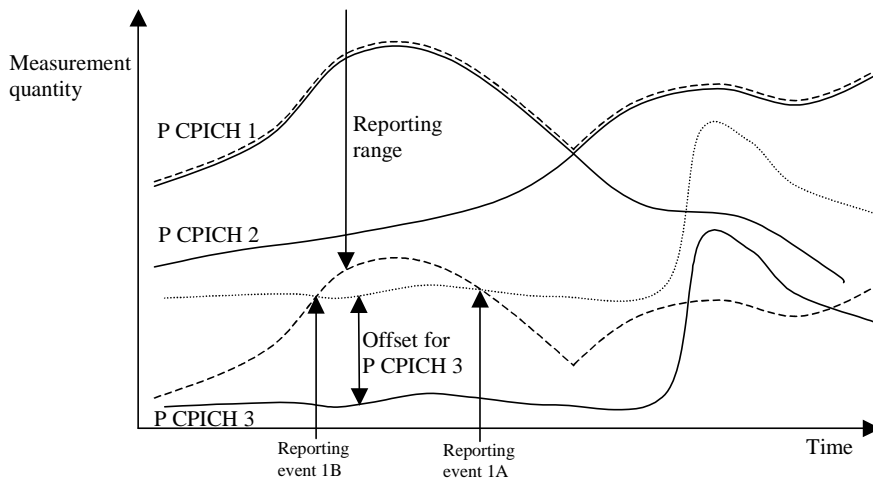 Measurement
quantity
P CPICH 1
Reporting
range
P CPICH 2
Offset for
P CPICH 3
P CPICH 3
Time
Reporting
event 1B
Reporting
event 1A